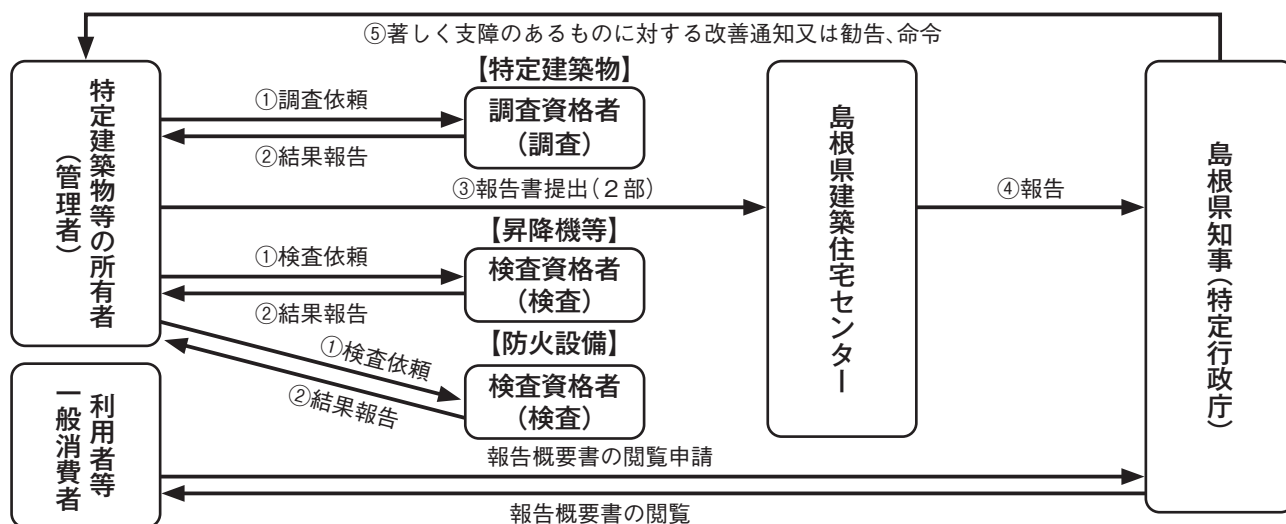 ⑤著しく支障のあるものに対する改善通知又は勧告、命令
特定建築物等の所有者
（管理者）
①調査依頼
②結果報告
【特定建築物】
調査資格者
（調査）
③報告書提出（２部）
【昇降機等】
①検査依頼
②結果報告
検査資格者
（検査）
【防火設備】
①検査依頼
②結果報告
検査資格者
（検査）
島根県建築住宅センター
④報告
島根県知事（特定行政庁）
利用者等
一般消費者
報告概要書の閲覧申請
報告概要書の閲覧